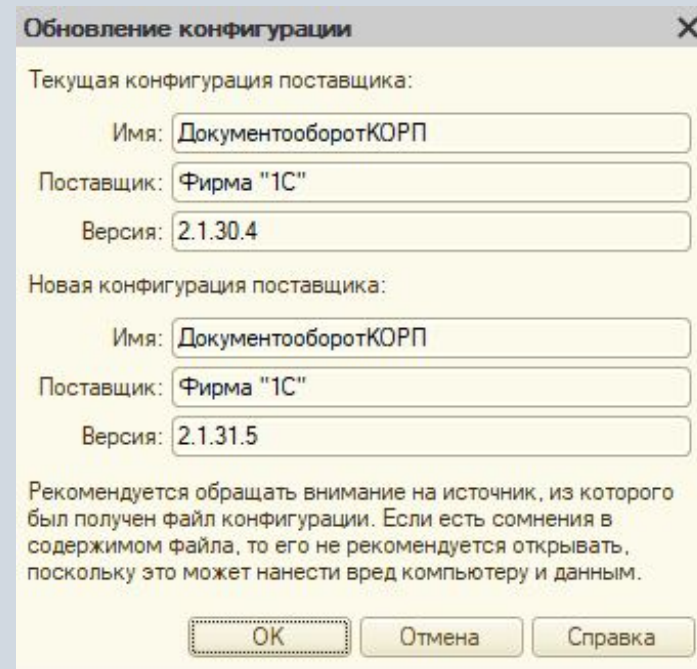 Обновление конфигурации
Текущая конфигурация поставщика:
Имя: ДокументооборотКОРП
Поставщик: Фирма "1С"
Версия: 2.1.30.4
Новая конфигурация поставщика:
Имя: ДокументооборотКОРП
Поставщик: Фирма "1С"
Версия: 2.1.31.5
Рекомендуется обращать внимание на источник, из которого
был получен файл конфигурации. Если есть сомнения в
содержимом файла, то его не рекомендуется открывать,
поскольку это может нанести вред компьютеру и данным.
ОК Отмена Справка